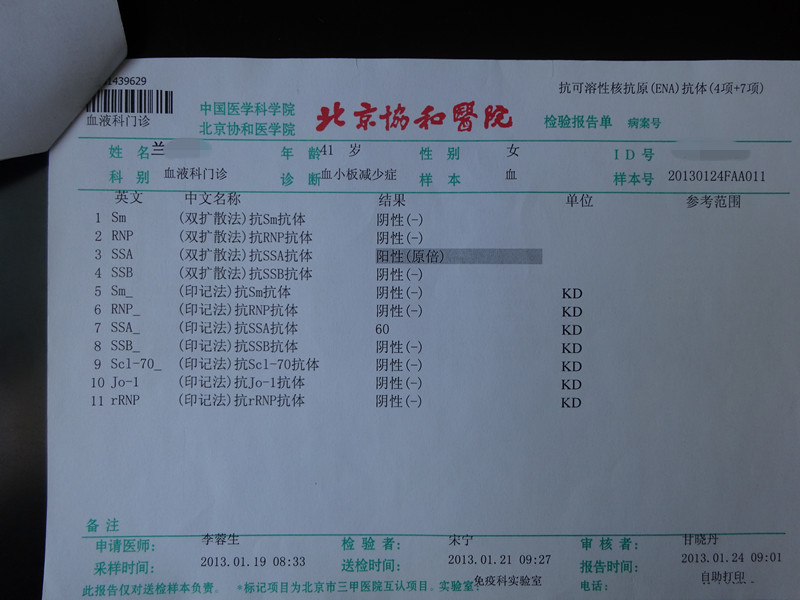 1439629
抗可溶性核抗原(ENA)抗体(4项+7项)
血液科门诊
中国医学科学院
北京协和医学院
北京協和醫院
检验报告单 病案号
姓 名 兰 年 龄 41 岁 性 别 女 ID号
科 别 血液科门诊 诊 断 血小板减少症 样 本 血 样本号 20130124FAA011
英文 中文名称 结果 单位 参考范围
1 Sm (双扩散法)抗Sm抗体 阴性(-)
2 RNP (双扩散法)抗RNP抗体 阴性(-)
3 SSA (双扩散法)抗SSA抗体 阳性(原倍)
4 SSB (双扩散法)抗SSB抗体 阴性(-)
5 Sm_ (印记法)抗Sm抗体 阴性(-) KD
6 RNP_ (印记法)抗RNP抗体 阴性(-) KD
7 SSA_ (印记法)抗SSA抗体 60 KD
8 SSB_ (印记法)抗SSB抗体 阴性(-) KD
9 Scl-70_ (印记法)抗Scl-70抗体 阴性(-) KD
10 Jo-1 (印记法)抗Jo-1抗体 阴性(-) KD
11 rRNP (印记法)抗rRNP抗体 阴性(-) KD
备 注
申请医师: 李蓉生 检 验 者: 宋宁 审 核 者: 甘晓丹
采样时间: 2013.01.19 08:33 送检时间: 2013.01.21 09:27 报告时间: 2013.01.24 09:01
此报告仅对送检样本负责。 *标记项目为北京市三甲医院互认项目。实验室: 免疫科实验室 电话: 自助打印